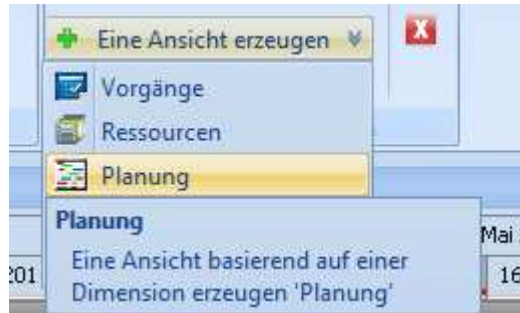 Eine Ansicht erzeugen
Vorgänge
Ressourcen
Planung
Planung
Eine Ansicht basierend auf einer
Dimension erzeugen 'Planung'
Mai
201
16